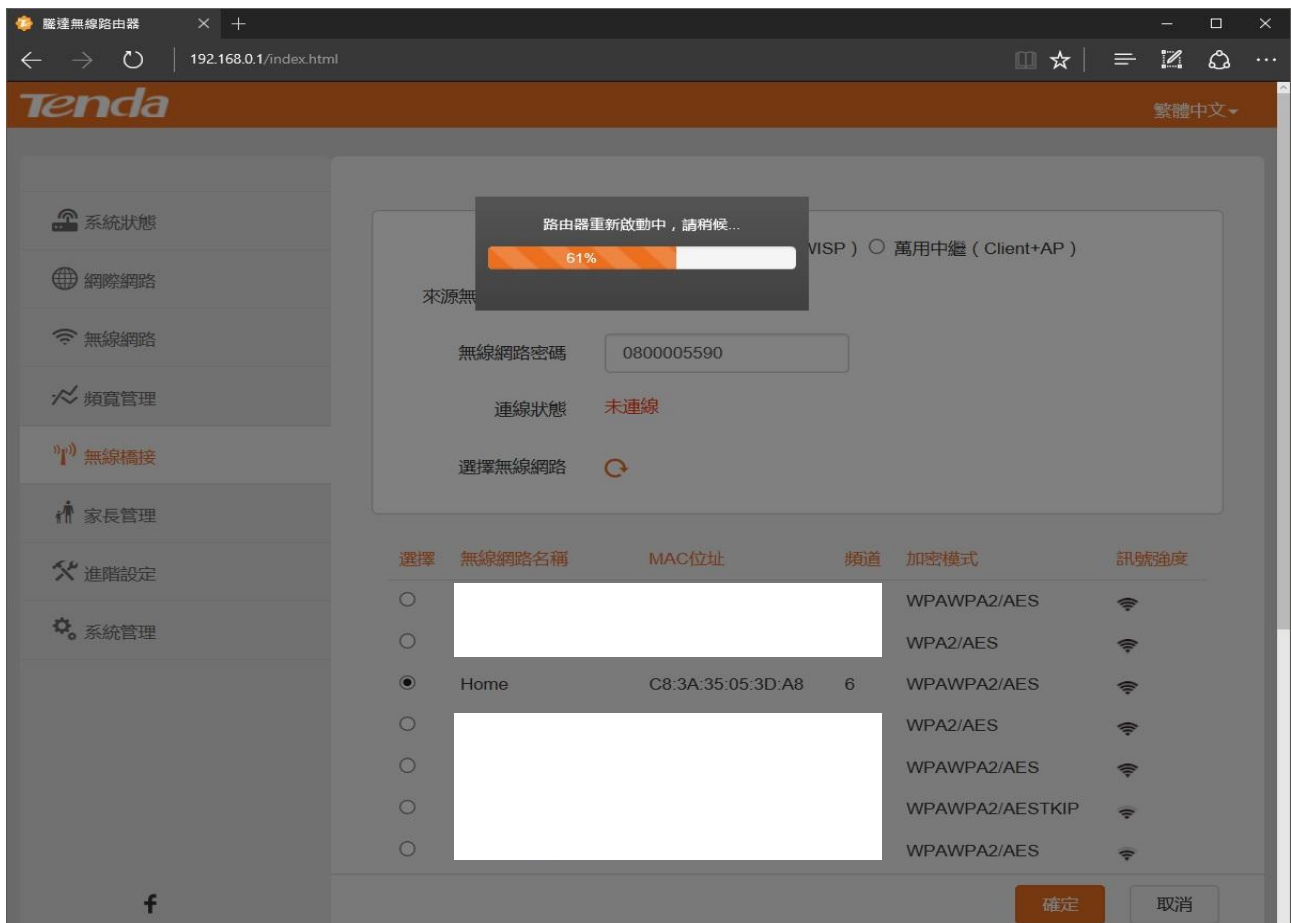 騰達無線路由器
192.168.0.1/index.html
Tenda
繁體中文
系統狀態
網際網路
無線網路
頻寬管理
無線橋接
家長管理
進階設定
系統管理
路由器重新啟動中，請稍候...
61%
WISP ) 萬用中繼 ( Client+AP )
來源無
無線網路密碼 0800005590
連線狀態 未連線
選擇無線網路
選擇 無線網路名稱 MAC位址 頻道 加密模式 訊號強度
WPAWPA2/AES
WPA2/AES
Home C8:3A:35:05:3D:A8 6 WPAWPA2/AES
WPA2/AES
WPAWPA2/AES
WPAWPA2/AESTKIP
WPAWPA2/AES
確定 取消